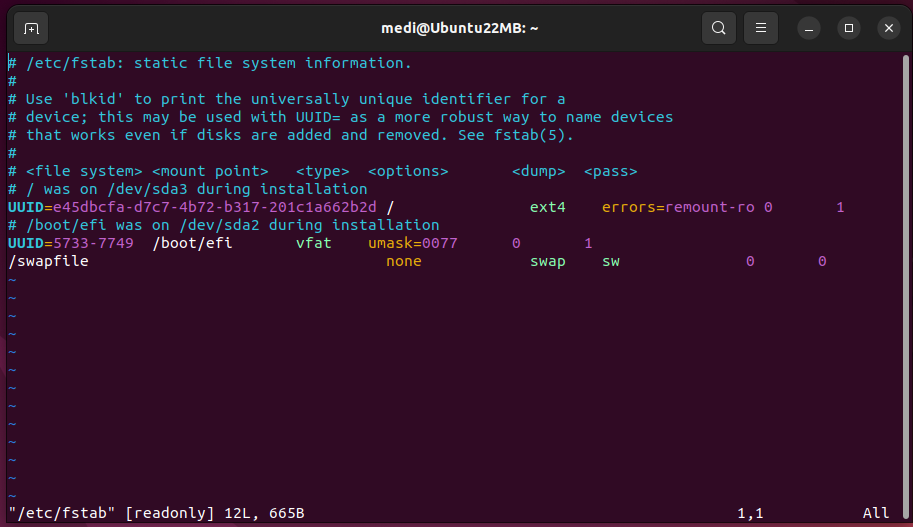 medi@Ubuntu22MB: ~
# /etc/fstab: static file system information.
#
# Use 'blkid' to print the universally unique identifier for a
# device; this may be used with UUID= as a more robust way to name devices
# that works even if disks are added and removed. See fstab(5).
#
# <file system> <mount point>   <type>  <options>       <dump>  <pass>
# / was on /dev/sda3 during installation
UUID=e45dbcfa-d7c7-4b72-b317-201c1a662b2d /               ext4    errors=remount-ro 0       1
# /boot/efi was on /dev/sda2 during installation
UUID=5733-7749  /boot/efi       vfat    umask=0077      0       1
/swapfile                                 none            swap    sw              0       0
~
~
~
~
~
~
~
~
~
~
~
~
~
"/etc/fstab" [readonly] 12L, 665B                                                1,1           All